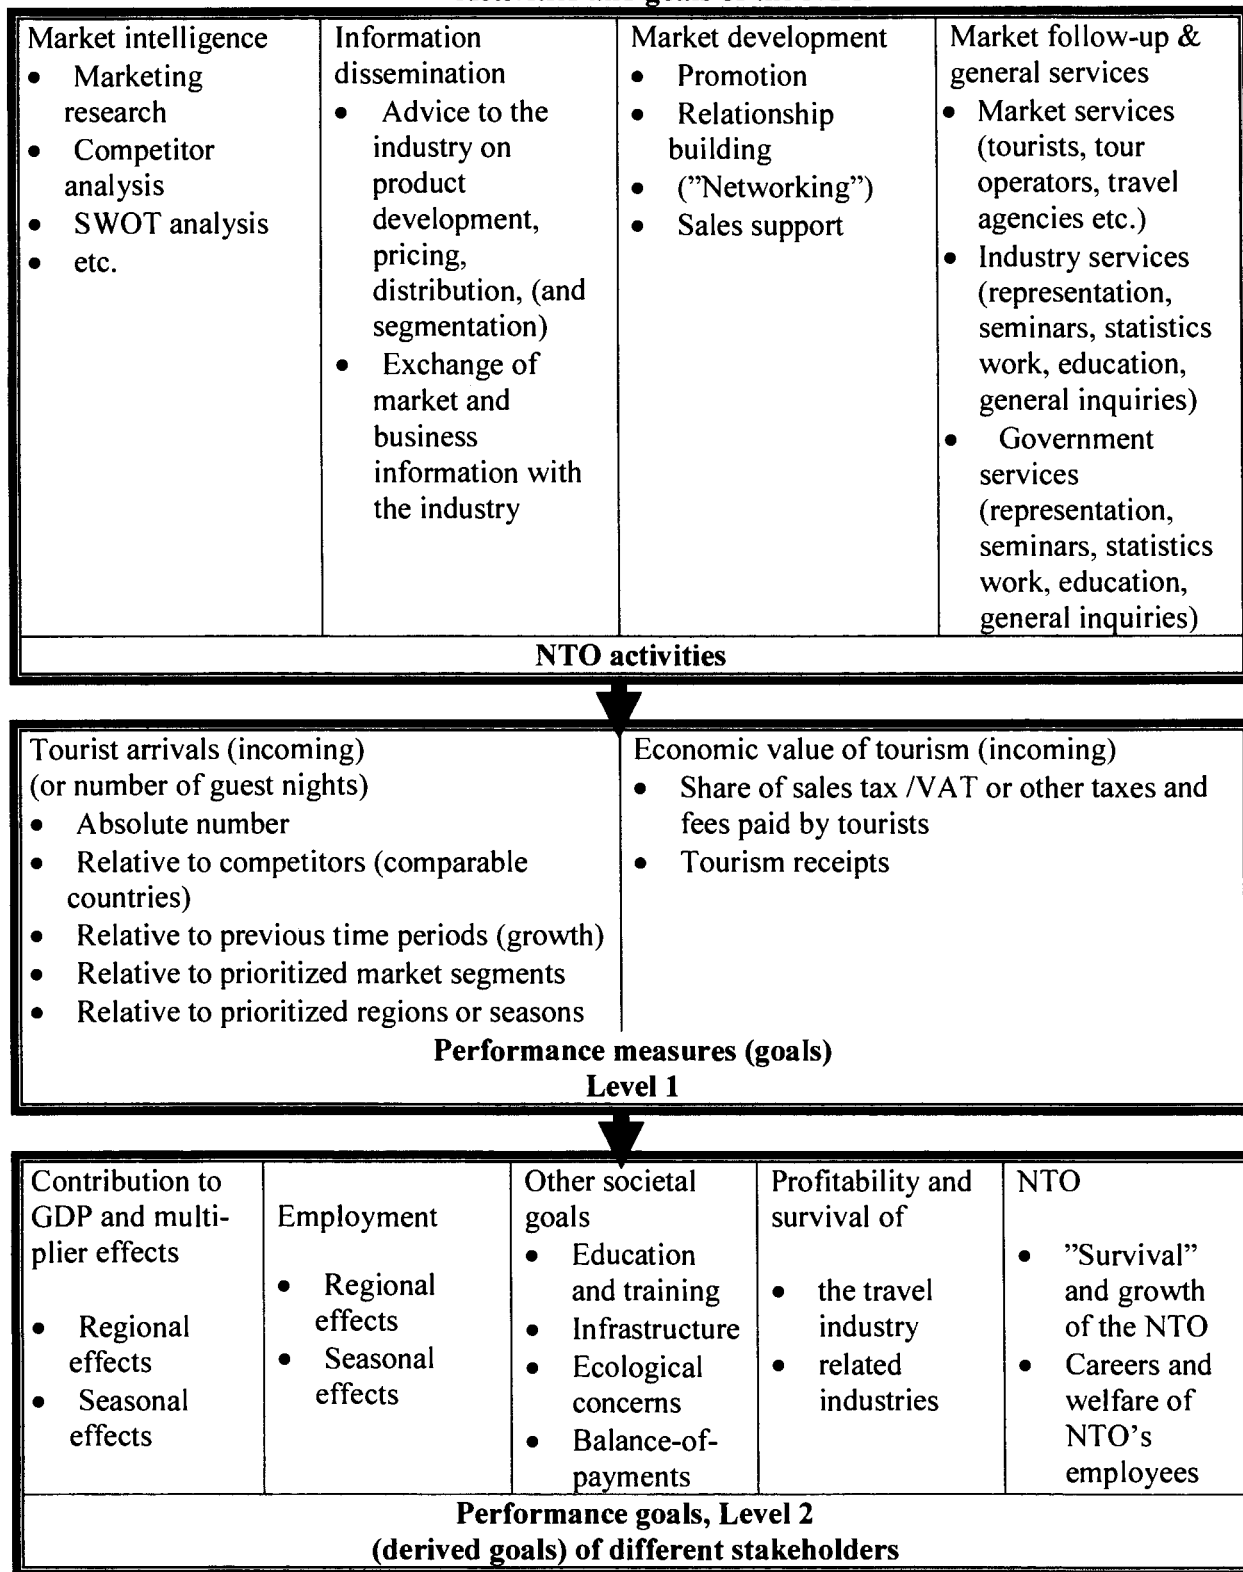 Market intelligence
• Marketing
research
• Competitor
analysis
• SWOT analysis
• etc.
Information
dissemination
• Advice to the
industry on
product
development,
pricing,
distribution, (and
segmentation)
• Exchange of
market and
business
information with
the industry
Market development
• Promotion
• Relationship
building
• (”Networking”)
• Sales support
Market follow-up &
general services
• Market services
(tourists, tour
operators, travel
agencies etc.)
• Industry services
(representation,
seminars, statistics
work, education,
general inquiries)
• Government
services
(representation,
seminars, statistics
work, education,
general inquiries)
NTO activities
Tourist arrivals (incoming)
(or number of guest nights)
• Absolute number
• Relative to competitors (comparable
countries)
• Relative to previous time periods (growth)
• Relative to prioritized market segments
• Relative to prioritized regions or seasons
Economic value of tourism (incoming)
• Share of sales tax /VAT or other taxes and
fees paid by tourists
• Tourism receipts
Performance measures (goals)
Level 1
Contribution to
GDP and multi-
plier effects
• Regional
effects
• Seasonal
effects
Employment
• Regional
effects
• Seasonal
effects
Other societal
goals
• Education
and training
• Infrastructure
• Ecological
concerns
• Balance-of-
payments
Profitability and
survival of
• the travel
industry
• related
industries
NTO
• ”Survival”
and growth
of the NTO
• Careers and
welfare of
NTO’s
employees
Performance goals, Level 2
(derived goals) of different stakeholders